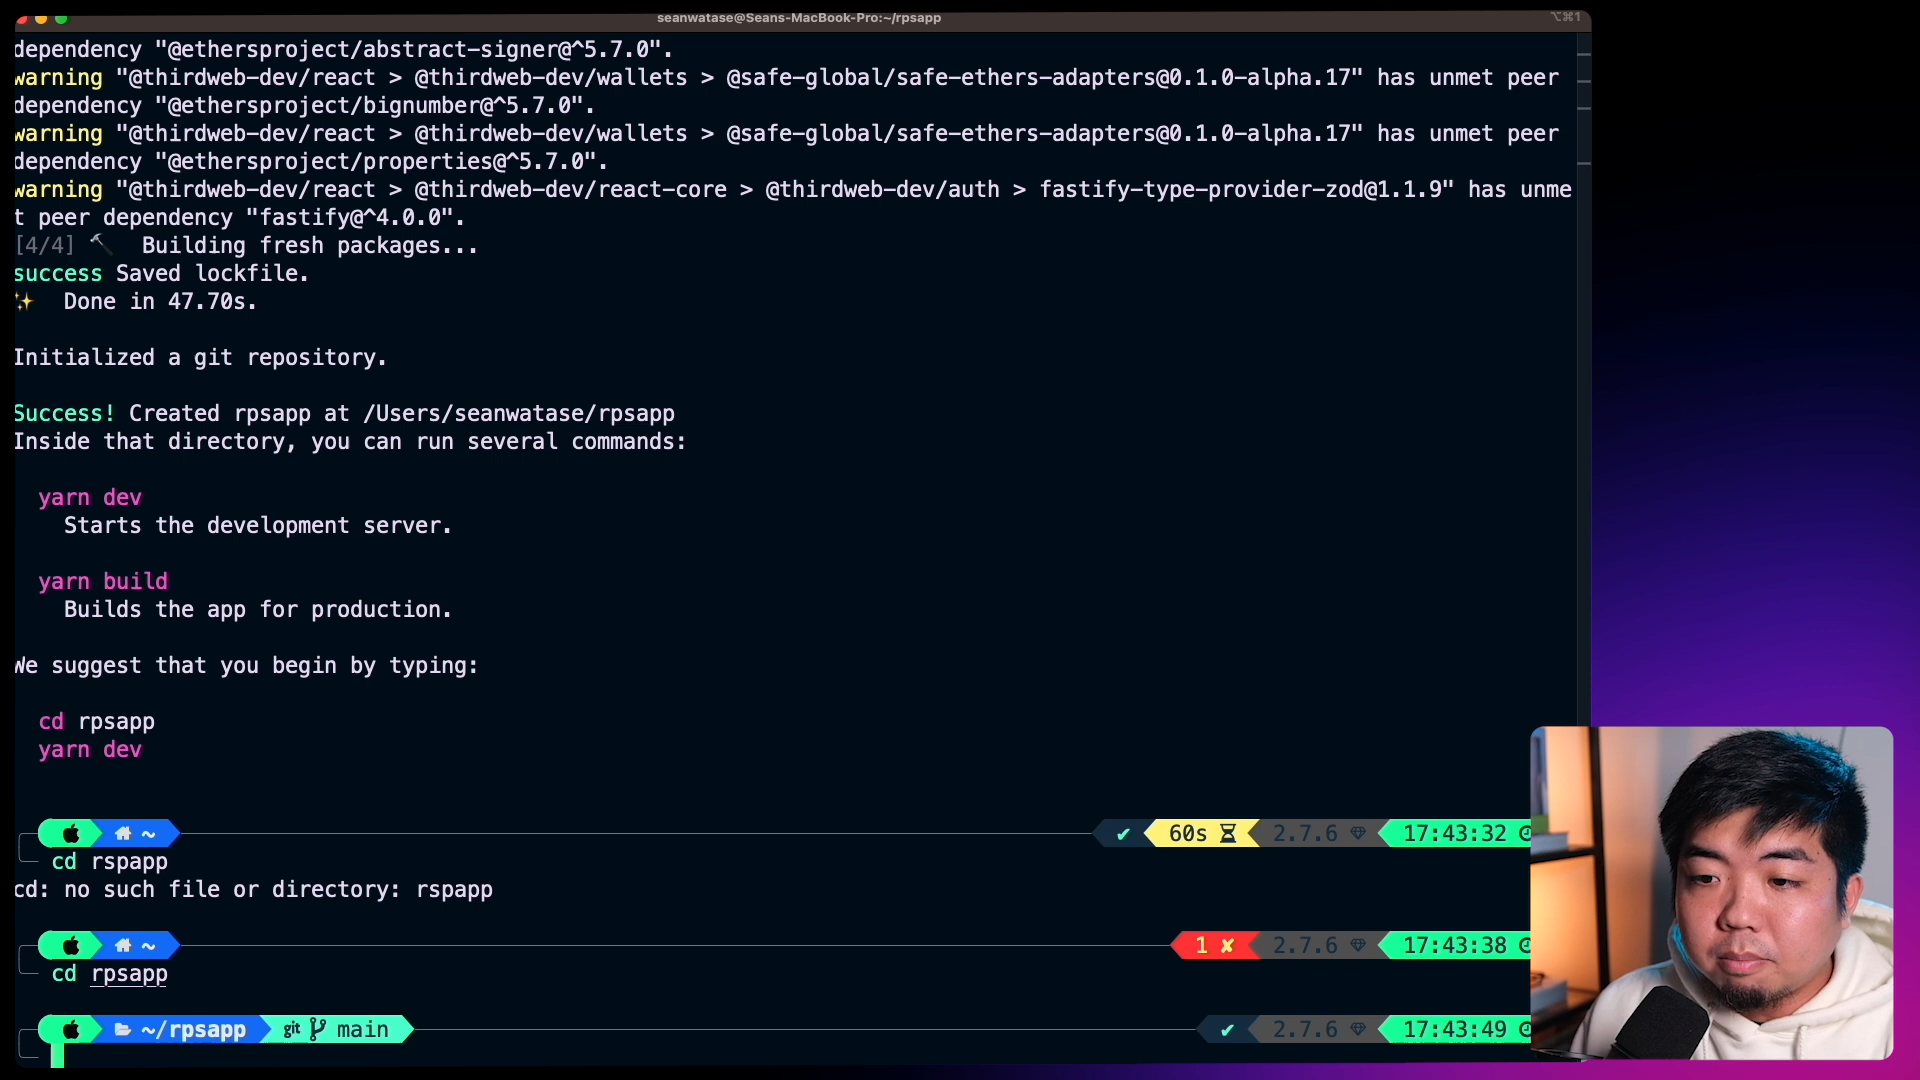 seanwatase@Seans-MacBook-Pro:~/rpsapp
⌥⌘1
dependency "@ethersproject/abstract-signer@^5.7.0".
warning "@thirdweb-dev/react > @thirdweb-dev/wallets > @safe-global/safe-ethers-adapters@0.1.0-alpha.17" has unmet peer
dependency "@ethersproject/bignumber@^5.7.0".
warning "@thirdweb-dev/react > @thirdweb-dev/wallets > @safe-global/safe-ethers-adapters@0.1.0-alpha.17" has unmet peer
dependency "@ethersproject/properties@^5.7.0".
warning "@thirdweb-dev/react > @thirdweb-dev/react-core > @thirdweb-dev/auth > fastify-type-provider-zod@1.1.9" has unme
t peer dependency "fastify@^4.0.0".
[4/4] 🔨 Building fresh packages...
success Saved lockfile.
✨ Done in 47.70s.
Initialized a git repository.
Success! Created rpsapp at /Users/seanwatase/rpsapp
Inside that directory, you can run several commands:
yarn dev
Starts the development server.
yarn build
Builds the app for production.
We suggest that you begin by typing:
cd rpsapp
yarn dev
~ ✔ 60s 2.7.6 17:43:32
cd rspapp
cd: no such file or directory: rspapp
~ 1 ✘ 2.7.6 17:43:38
cd rpsapp
~/rpsapp git main ✔ 2.7.6 17:43:49